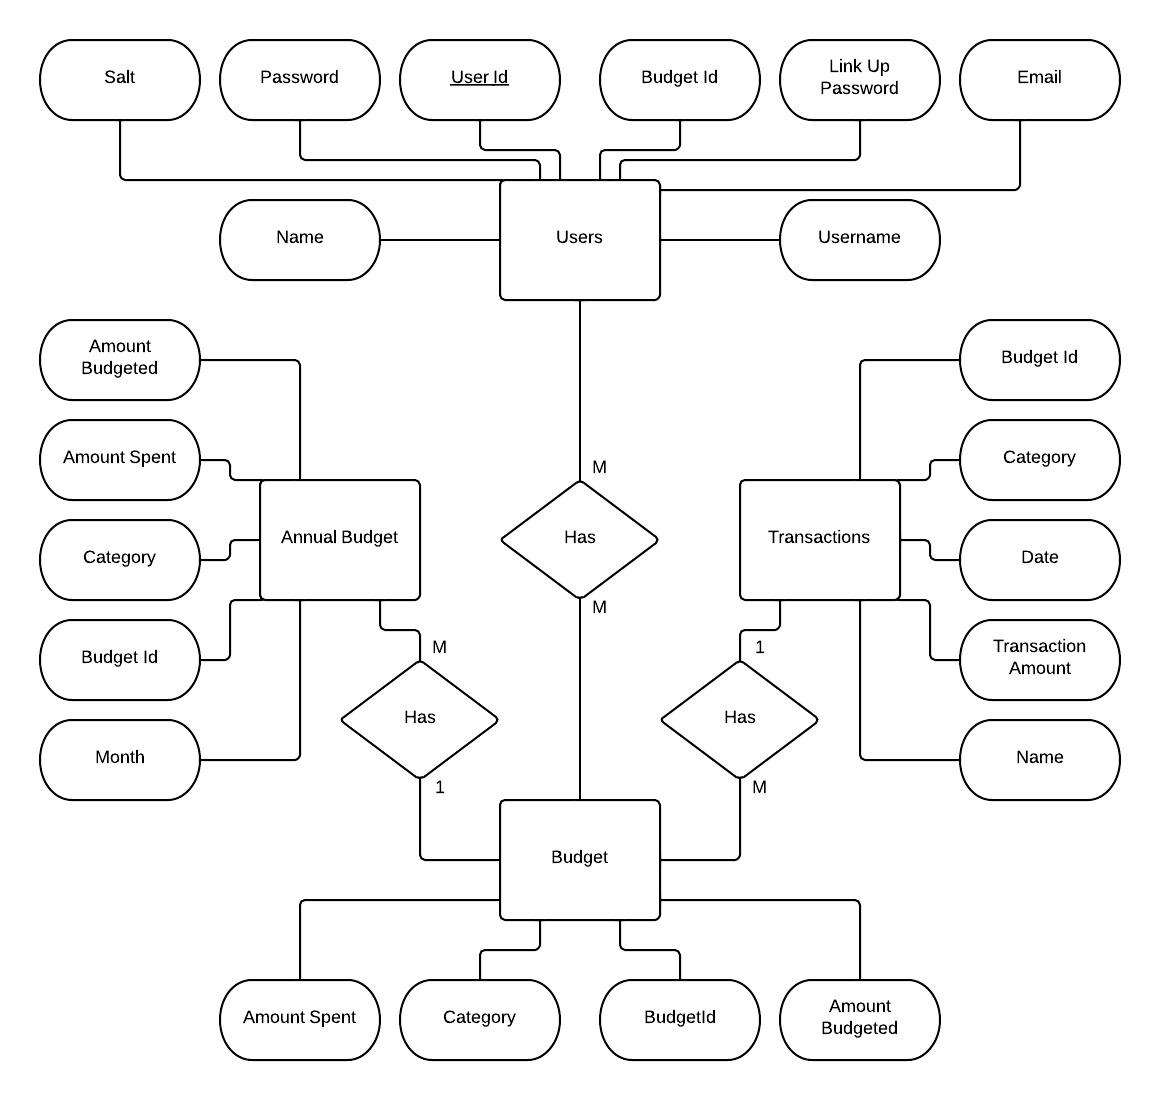 Salt
Password
User Id
Budget Id
Link Up
Password
Email
Name
Users
Username
Amount
Budgeted
Budget Id
Amount Spent
Category
M
Annual Budget
Has
Transactions
Category
Date
M
Budget Id
M
1
Transaction
Amount
Has
Has
Month
Name
1
M
Budget
Amount Spent
Category
BudgetId
Amount
Budgeted